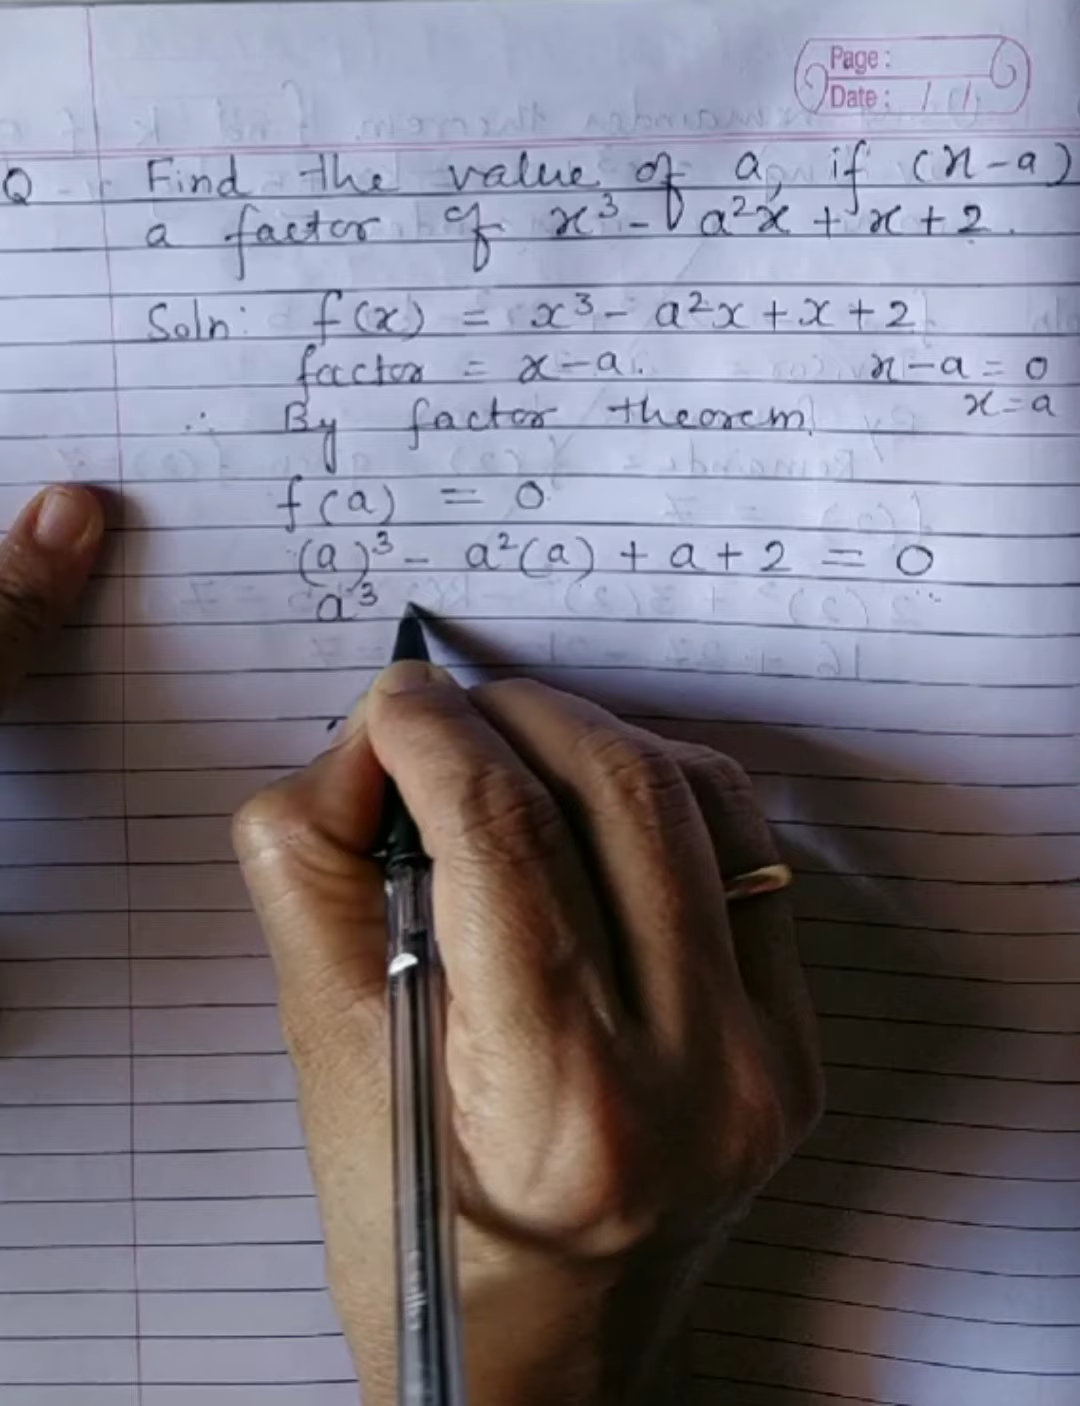 Page :
Date :
Q Find the value of a, if (x-a)
a factor of x³ - a²x + x + 2.
Soln: f(x) = x³ - a²x + x + 2
factor = x - a. x - a = 0
x = a
∴ By factor theorem
f(a) = 0
(a)³ - a²(a) + a + 2 = 0
a³